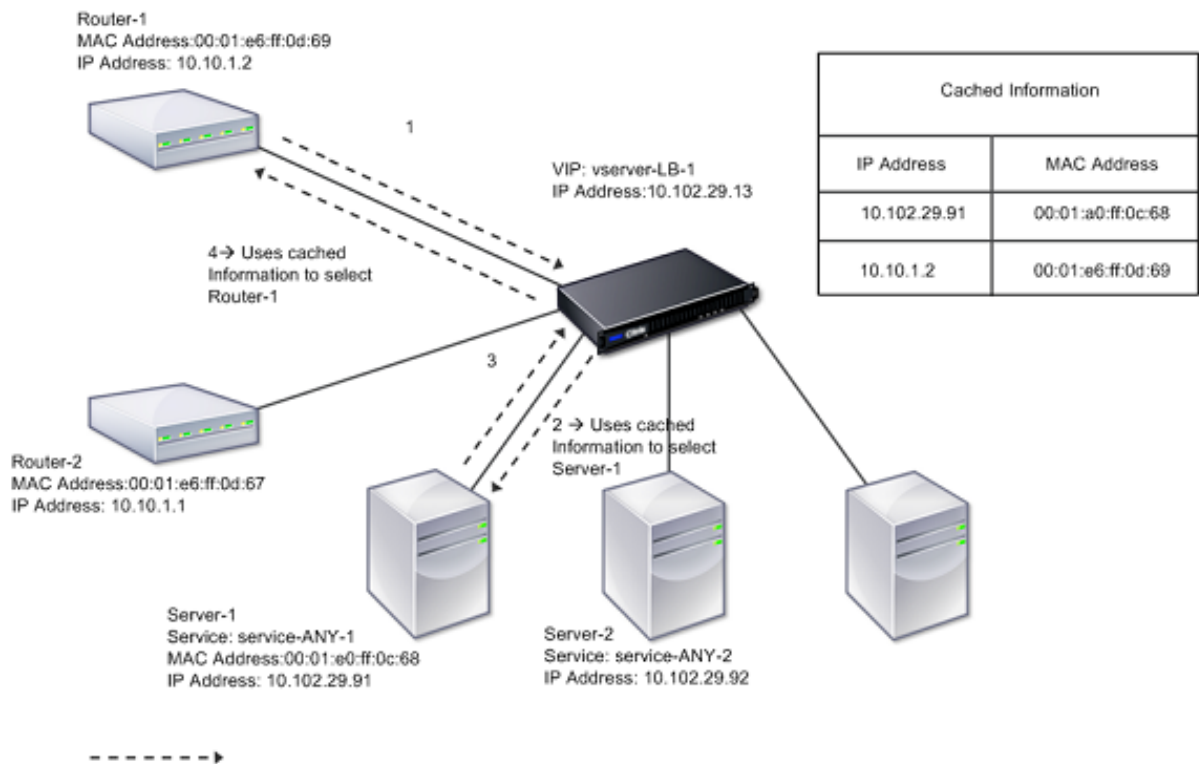 Router-1
MAC Address:00:01:e6:ff:0d:69
IP Address: 10.10.1.2
1
VIP: vserver-LB-1
IP Address:10.102.29.13
Cached Information
IP Address
MAC Address
10.102.29.91
00:01:a0:ff:0c:68
10.10.1.2
00:01:e6:ff:0d:69
4→ Uses cached
Information to select
Router-1
3
2 → Uses cached
Information to select
Server-1
Router-2
MAC Address:00:01:e6:ff:0d:67
IP Address: 10.10.1.1
Server-1
Service: service-ANY-1
MAC Address:00:01:e0:ff:0c:68
IP Address: 10.102.29.91
Server-2
Service: service-ANY-2
IP Address: 10.102.29.92